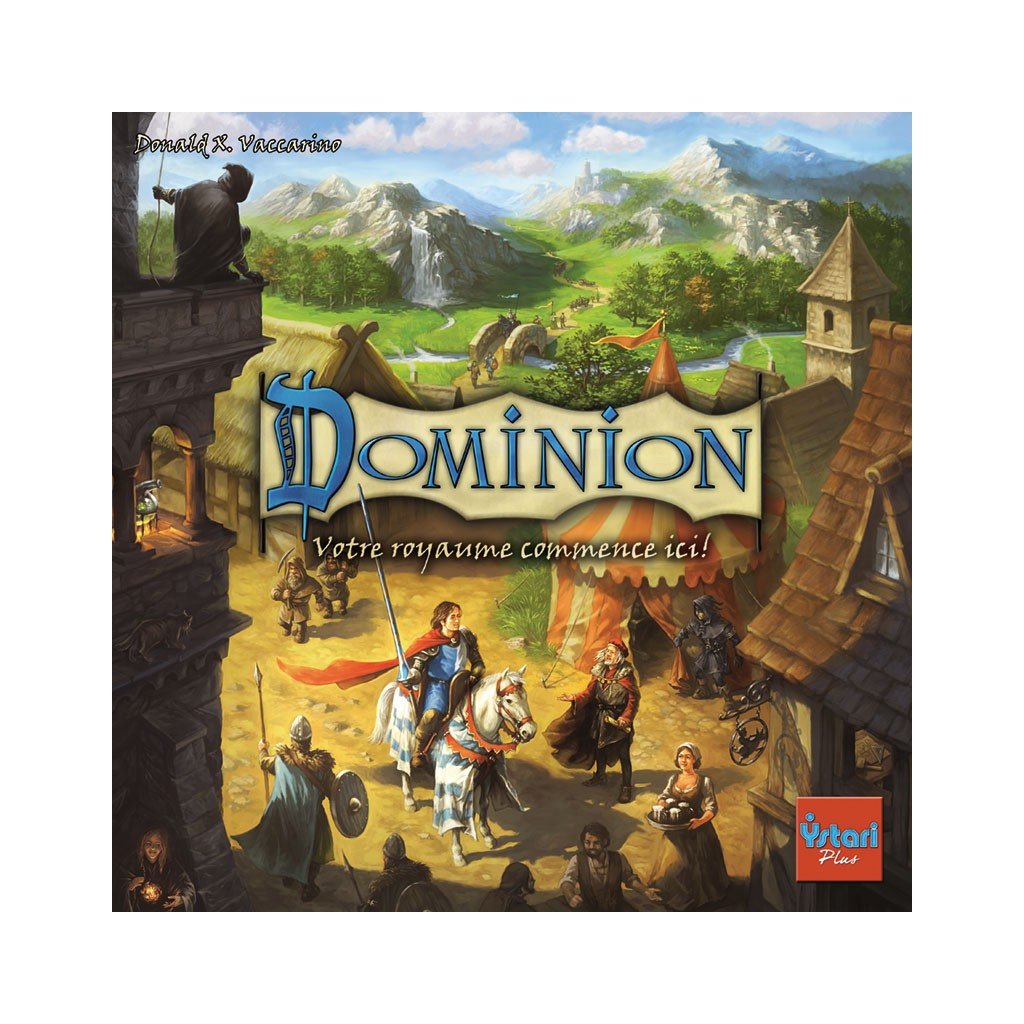 Donald X. Vaccarino
Dominion
Votre royaume commence ici!
Ystari
Plus